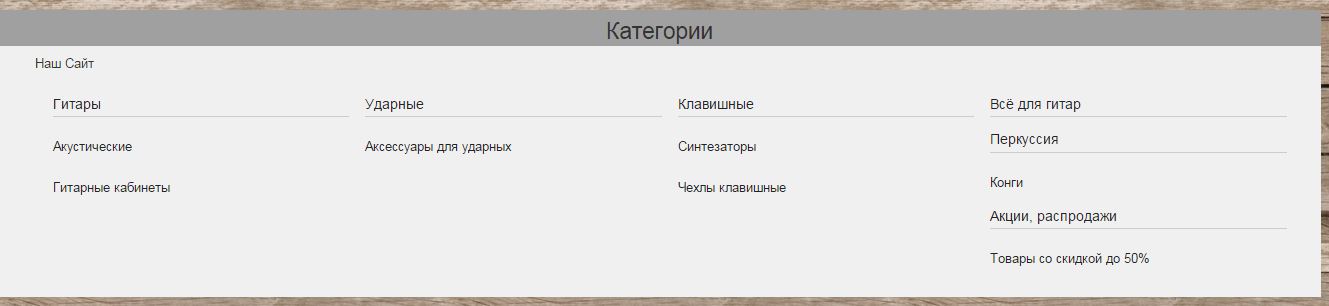 Категории
Наш Сайт
Гитары
Акустические
Гитарные кабинеты
Ударные
Аксессуары для ударных
Клавишные
Синтезаторы
Чехлы клавишные
Всё для гитар
Перкуссия
Конги
Акции, распродажи
Товары со скидкой до 50%